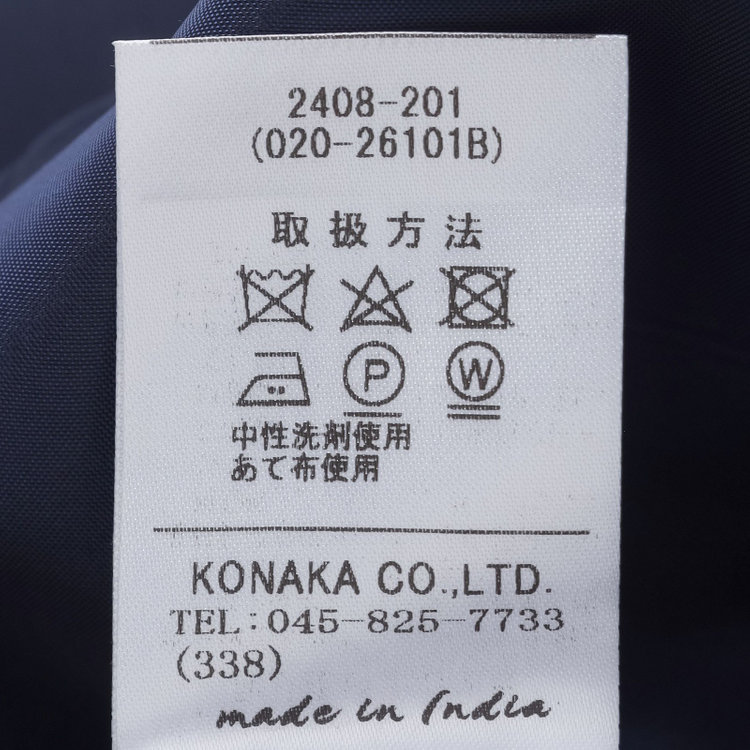 2408-201
(020-26101B)
取扱方法
P W
中性洗剤使用
あて布使用
KONAKA CO.,LTD.
TEL:045-825-7733
(338)
made in India